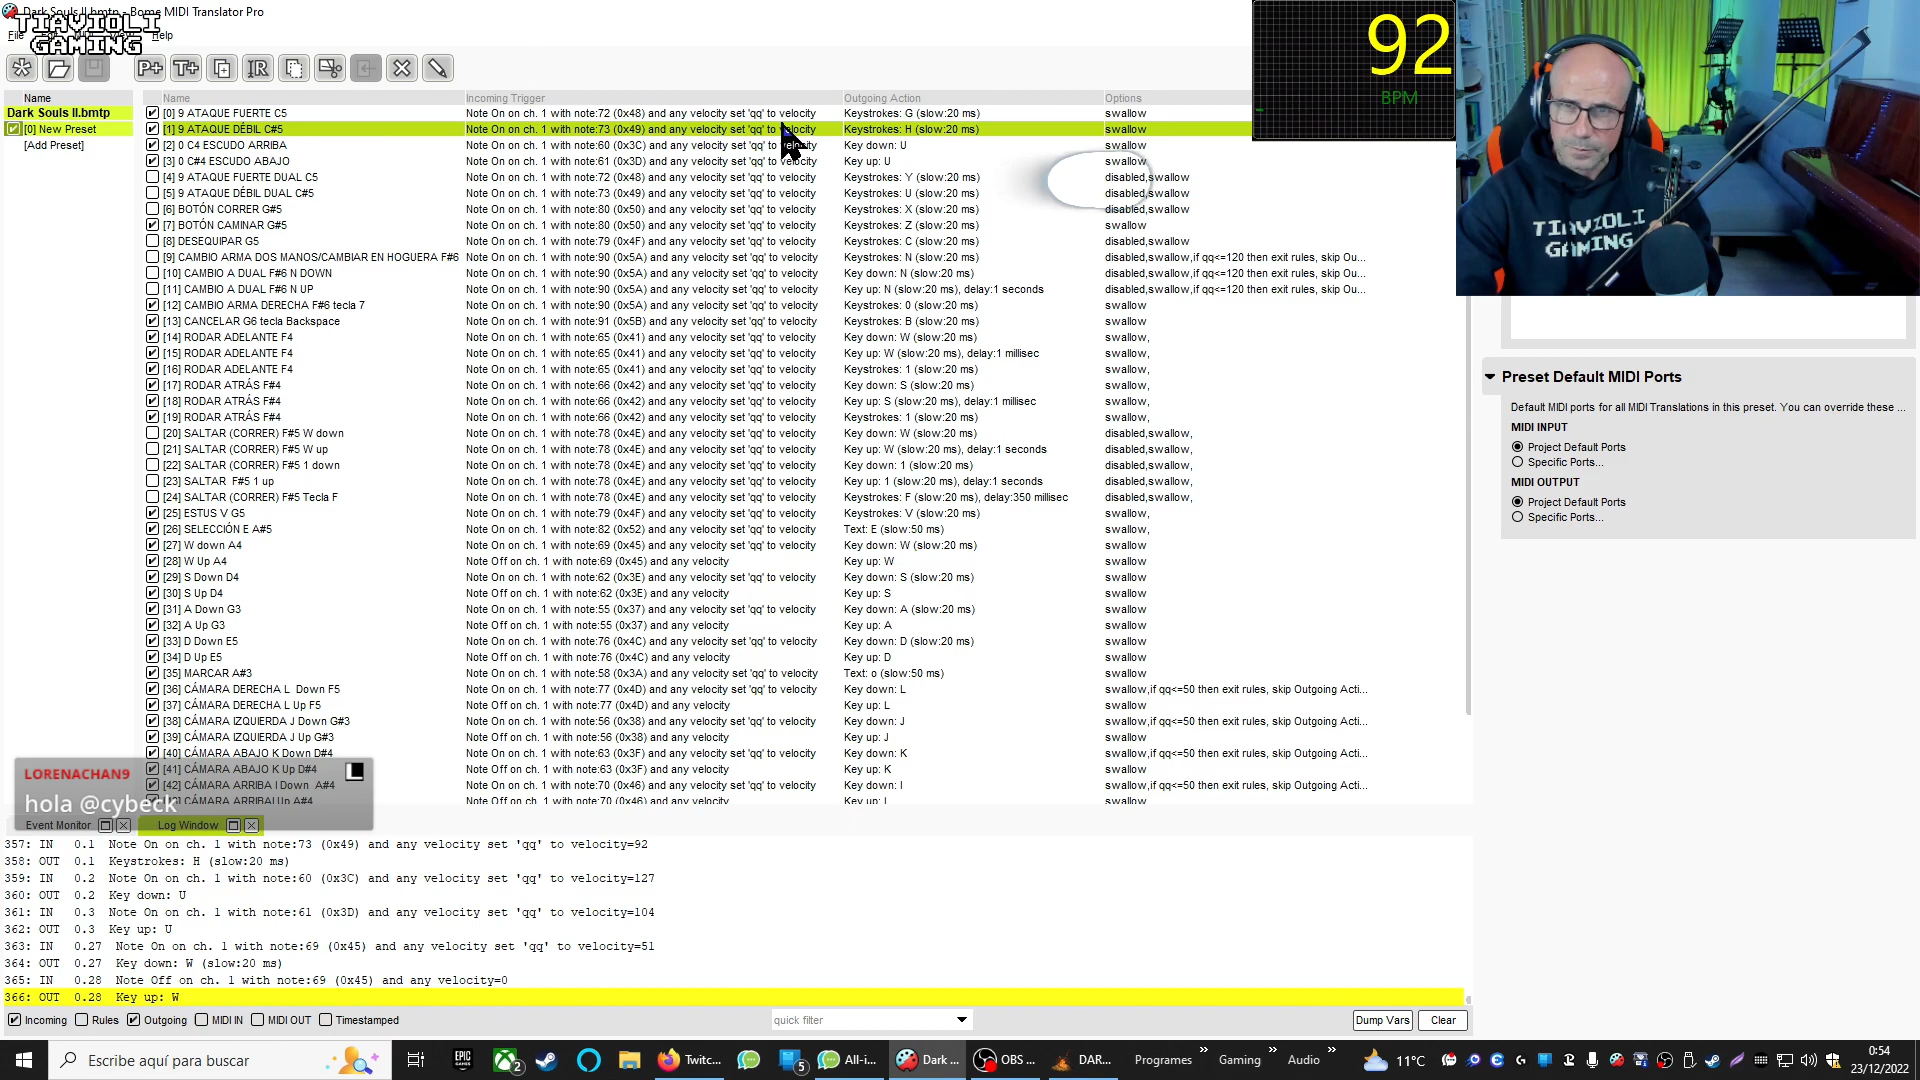 Dark Souls II.bmtp - Bome MIDI Translator Pro
TIAVIOLI
GAMING
File Help
92
BPM
TIAVIOLI
GAMING
Name
Dark Souls II.bmtp
[0] New Preset
[Add Preset]
Name Incoming Trigger Outgoing Action Options
[0] 9 ATAQUE FUERTE C5 Note On on ch. 1 with note:72 (0x48) and any velocity set 'qq' to velocity Keystrokes: G (slow:20 ms) swallow
[1] 9 ATAQUE DÉBIL C#5 Note On on ch. 1 with note:73 (0x49) and any velocity set 'qq' to velocity Keystrokes: H (slow:20 ms) swallow
[2] 0 C4 ESCUDO ARRIBA Note On on ch. 1 with note:60 (0x3C) and any velocity set 'qq' to velocity Key down: U swallow
[3] 0 C#4 ESCUDO ABAJO Note On on ch. 1 with note:61 (0x3D) and any velocity set 'qq' to velocity Key up: U swallow
[4] 9 ATAQUE FUERTE DUAL C5 Note On on ch. 1 with note:72 (0x48) and any velocity set 'qq' to velocity Keystrokes: Y (slow:20 ms) disabled,swallow
[5] 9 ATAQUE DÉBIL DUAL C#5 Note On on ch. 1 with note:73 (0x49) and any velocity set 'qq' to velocity Keystrokes: U (slow:20 ms) disabled,swallow
[6] BOTÓN CORRER G#5 Note On on ch. 1 with note:80 (0x50) and any velocity set 'qq' to velocity Keystrokes: X (slow:20 ms) disabled,swallow
[7] BOTÓN CAMINAR G#5 Note On on ch. 1 with note:80 (0x50) and any velocity set 'qq' to velocity Keystrokes: Z (slow:20 ms) swallow
[8] DESEQUIPAR G5 Note On on ch. 1 with note:79 (0x4F) and any velocity set 'qq' to velocity Keystrokes: C (slow:20 ms) disabled,swallow
[9] CAMBIO ARMA DOS MANOS/CAMBIAR EN HOGUERA F#6 Note On on ch. 1 with note:90 (0x5A) and any velocity set 'qq' to velocity Keystrokes: N (slow:20 ms) disabled,swallow,if qq<=120 then exit rules, skip Ou...
[10] CAMBIO A DUAL F#6 N DOWN Note On on ch. 1 with note:90 (0x5A) and any velocity set 'qq' to velocity Key down: N (slow:20 ms) disabled,swallow,if qq<=120 then exit rules, skip Ou...
[11] CAMBIO A DUAL F#6 N UP Note On on ch. 1 with note:90 (0x5A) and any velocity set 'qq' to velocity Key up: N (slow:20 ms), delay:1 seconds disabled,swallow,if qq<=120 then exit rules, skip Ou...
[12] CAMBIO ARMA DERECHA F#6 tecla 7 Note On on ch. 1 with note:90 (0x5A) and any velocity set 'qq' to velocity Keystrokes: 0 (slow:20 ms) swallow
[13] CANCELAR G6 tecla Backspace Note On on ch. 1 with note:91 (0x5B) and any velocity set 'qq' to velocity Keystrokes: B (slow:20 ms) swallow
[14] RODAR ADELANTE F4 Note On on ch. 1 with note:65 (0x41) and any velocity set 'qq' to velocity Key down: W (slow:20 ms) swallow,
[15] RODAR ADELANTE F4 Note On on ch. 1 with note:65 (0x41) and any velocity set 'qq' to velocity Key up: W (slow:20 ms), delay:1 millisec swallow,
[16] RODAR ADELANTE F4 Note On on ch. 1 with note:65 (0x41) and any velocity set 'qq' to velocity Keystrokes: 1 (slow:20 ms) swallow,
[17] RODAR ATRÁS F#4 Note On on ch. 1 with note:66 (0x42) and any velocity set 'qq' to velocity Key down: S (slow:20 ms) swallow,
[18] RODAR ATRÁS F#4 Note On on ch. 1 with note:66 (0x42) and any velocity set 'qq' to velocity Key up: S (slow:20 ms), delay:1 millisec swallow,
[19] RODAR ATRÁS F#4 Note On on ch. 1 with note:66 (0x42) and any velocity set 'qq' to velocity Keystrokes: 1 (slow:20 ms) swallow,
[20] SALTAR (CORRER) F#5 W down Note On on ch. 1 with note:78 (0x4E) and any velocity set 'qq' to velocity Key down: W (slow:20 ms) disabled,swallow,
[21] SALTAR (CORRER) F#5 W up Note On on ch. 1 with note:78 (0x4E) and any velocity set 'qq' to velocity Key up: W (slow:20 ms), delay:1 seconds disabled,swallow,
[22] SALTAR (CORRER) F#5 1 down Note On on ch. 1 with note:78 (0x4E) and any velocity set 'qq' to velocity Key down: 1 (slow:20 ms) disabled,swallow,
[23] SALTAR F#5 1 up Note On on ch. 1 with note:78 (0x4E) and any velocity set 'qq' to velocity Key up: 1 (slow:20 ms), delay:1 seconds disabled,swallow,
[24] SALTAR (CORRER) F#5 Tecla F Note On on ch. 1 with note:78 (0x4E) and any velocity set 'qq' to velocity Keystrokes: F (slow:20 ms), delay:350 millisec disabled,swallow,
[25] ESTUS V G5 Note On on ch. 1 with note:79 (0x4F) and any velocity set 'qq' to velocity Keystrokes: V (slow:20 ms) swallow,
[26] SELECCIÓN E A#5 Note On on ch. 1 with note:82 (0x52) and any velocity set 'qq' to velocity Text: E (slow:50 ms) swallow
[27] W down A4 Note On on ch. 1 with note:69 (0x45) and any velocity set 'qq' to velocity Key down: W (slow:20 ms) swallow
[28] W Up A4 Note Off on ch. 1 with note:69 (0x45) and any velocity Key up: W swallow
[29] S Down D4 Note On on ch. 1 with note:62 (0x3E) and any velocity set 'qq' to velocity Key down: S (slow:20 ms) swallow
[30] S Up D4 Note Off on ch. 1 with note:62 (0x3E) and any velocity Key up: S swallow
[31] A Down G3 Note On on ch. 1 with note:55 (0x37) and any velocity set 'qq' to velocity Key down: A (slow:20 ms) swallow
[32] A Up G3 Note Off on ch. 1 with note:55 (0x37) and any velocity Key up: A swallow
[33] D Down E5 Note On on ch. 1 with note:76 (0x4C) and any velocity set 'qq' to velocity Key down: D (slow:20 ms) swallow
[34] D Up E5 Note Off on ch. 1 with note:76 (0x4C) and any velocity Key up: D swallow
[35] MARCAR A#3 Note On on ch. 1 with note:58 (0x3A) and any velocity set 'qq' to velocity Text: o (slow:50 ms) swallow
[36] CÁMARA DERECHA L Down F5 Note On on ch. 1 with note:77 (0x4D) and any velocity set 'qq' to velocity Key down: L swallow,if qq<=50 then exit rules, skip Outgoing Acti...
[37] CÁMARA DERECHA L Up F5 Note Off on ch. 1 with note:77 (0x4D) and any velocity Key up: L swallow
[38] CÁMARA IZQUIERDA J Down G#3 Note On on ch. 1 with note:56 (0x38) and any velocity set 'qq' to velocity Key down: J swallow,if qq<=50 then exit rules, skip Outgoing Acti...
[39] CÁMARA IZQUIERDA J Up G#3 Note Off on ch. 1 with note:56 (0x38) and any velocity Key up: J swallow
[40] CÁMARA ABAJO K Down D#4 Note On on ch. 1 with note:63 (0x3F) and any velocity set 'qq' to velocity Key down: K swallow,if qq<=50 then exit rules, skip Outgoing Acti...
[41] CÁMARA ABAJO K Up D#4 Note Off on ch. 1 with note:63 (0x3F) and any velocity Key up: K swallow
[42] CÁMARA ARRIBA I Down A#4 Note On on ch. 1 with note:70 (0x46) and any velocity set 'qq' to velocity Key down: I swallow,if qq<=50 then exit rules, skip Outgoing Acti...
CÁMARA ARRIBA I Up A#4 Note Off on ch. 1 with note:70 (0x46) and any velocity Key up: I swallow
LORENACHAN9
hola @cybeck
Preset Default MIDI Ports
Default MIDI ports for all MIDI Translations in this preset. You can override these ...
MIDI INPUT
Project Default Ports
Specific Ports...
MIDI OUTPUT
Project Default Ports
Specific Ports...
Event Monitor Log Window
357: IN 0.1 Note On on ch. 1 with note:73 (0x49) and any velocity set 'qq' to velocity=92
358: OUT 0.1 Keystrokes: H (slow:20 ms)
359: IN 0.2 Note On on ch. 1 with note:60 (0x3C) and any velocity set 'qq' to velocity=127
360: OUT 0.2 Key down: U
361: IN 0.3 Note On on ch. 1 with note:61 (0x3D) and any velocity set 'qq' to velocity=104
362: OUT 0.3 Key up: U
363: IN 0.27 Note On on ch. 1 with note:69 (0x45) and any velocity set 'qq' to velocity=51
364: OUT 0.27 Key down: W (slow:20 ms)
365: IN 0.28 Note Off on ch. 1 with note:69 (0x45) and any velocity=0
366: OUT 0.28 Key up: W
Incoming Rules Outgoing MIDI IN MIDI OUT Timestamped quick filter Dump Vars Clear
Escribe aquí para buscar EPIC GAMES 2 Twitc... 5 All-i... Dark ... OBS ... DAR... Programes » Gaming » Audio » 11°C 0:54
23/12/2022